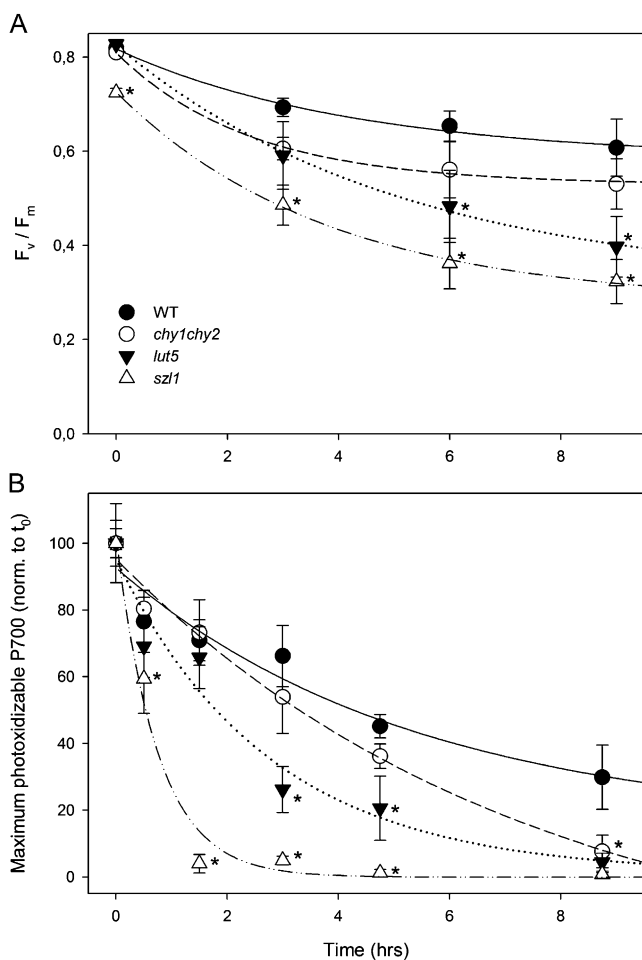 A
0,8
0,6
0,4
0,2
0,0
Fv / Fm
WT
chy1chy2
lut5
szl1
* * * * * *
0 2 4 6 8
B
100
80
60
40
20
0
Maximum photoxidizable P700 (norm. to t0)
* * * * * * *
0 2 4 6 8
Time (hrs)